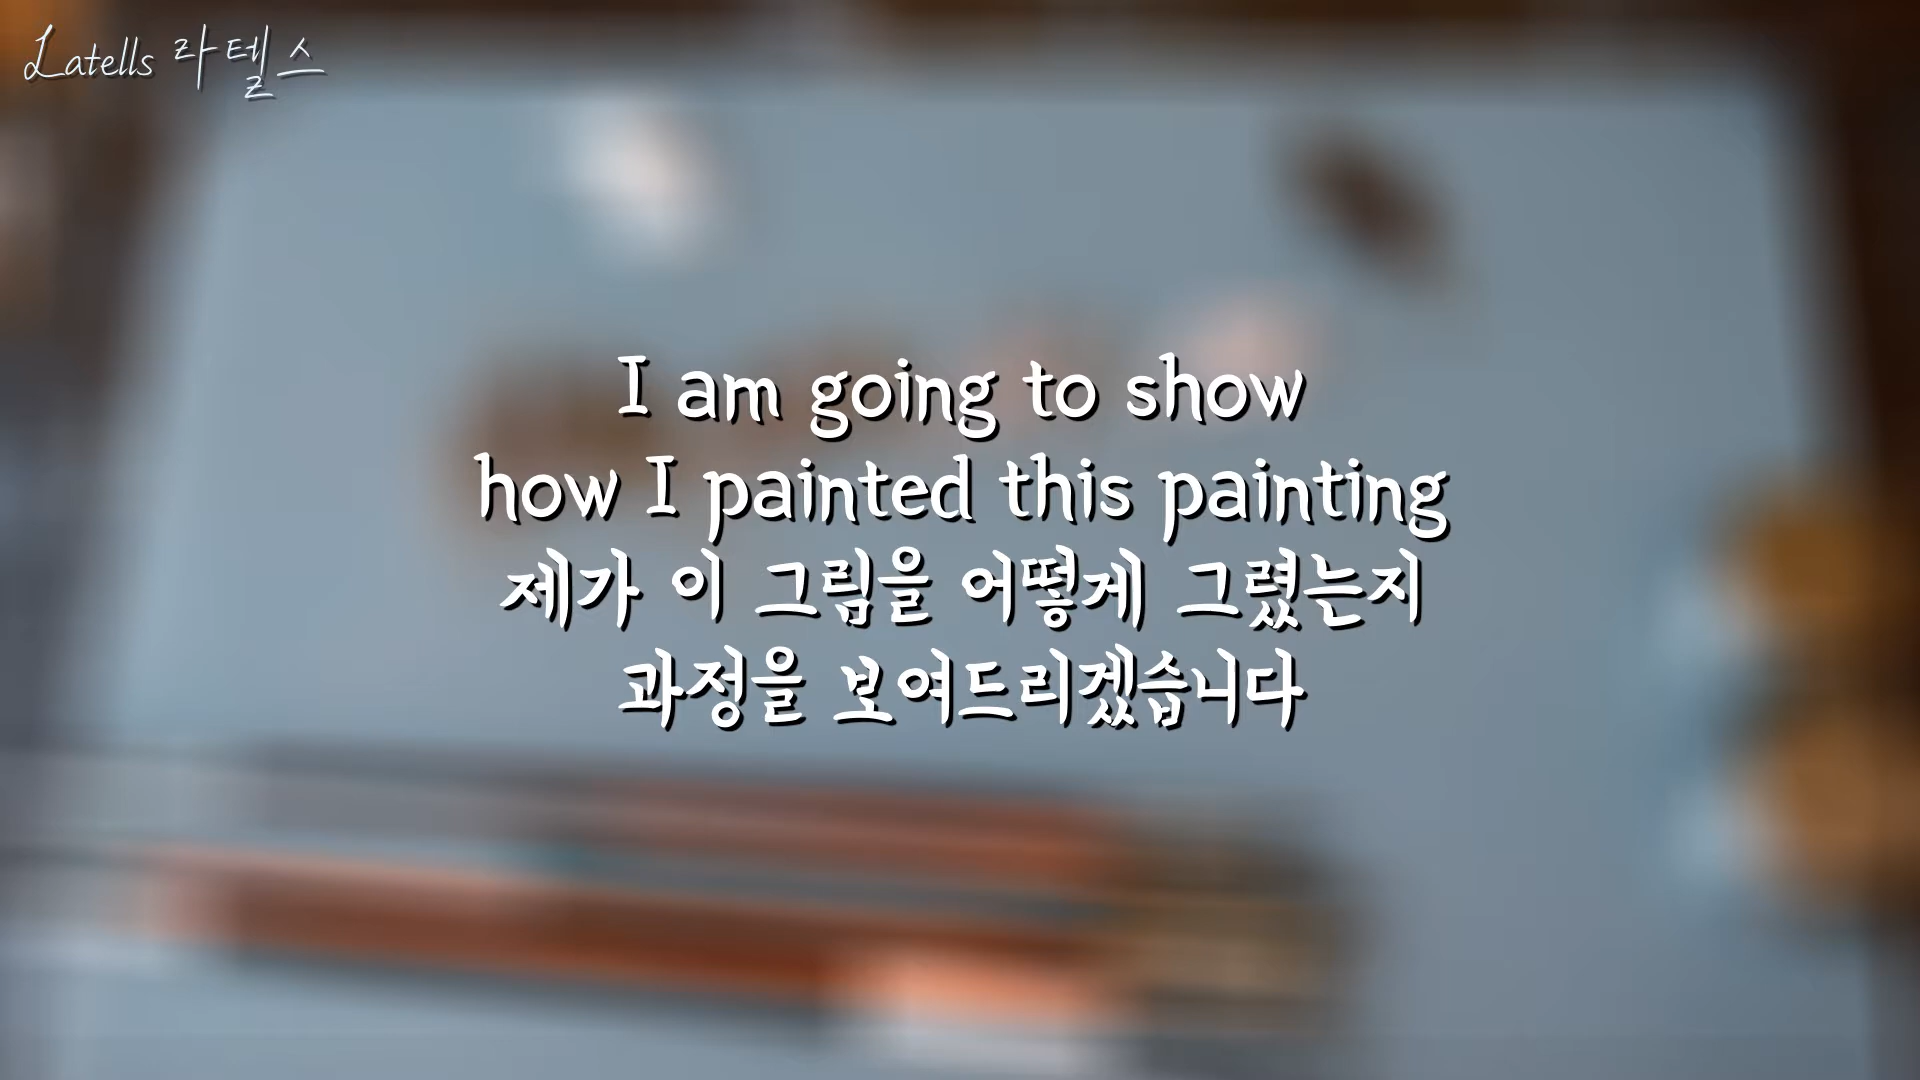 Latells 라텔스
I am going to show
how I painted this painting
제가 이 그림을 어떻게 그렸는지
과정을 보여드리겠습니다